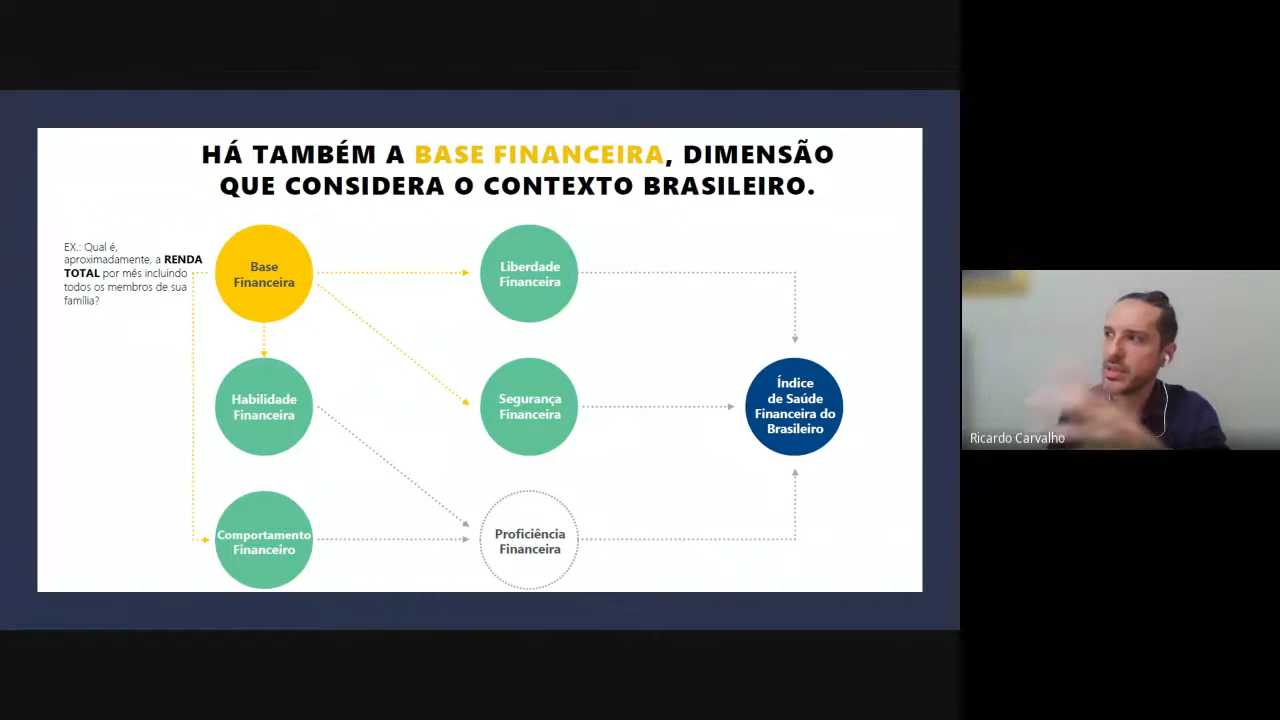 HÁ TAMBÉM A BASE FINANCEIRA, DIMENSÃO
QUE CONSIDERA O CONTEXTO BRASILEIRO.
EX.: Qual é,
aproximadamente, a RENDA
TOTAL por mês incluindo
todos os membros de sua
família?
Base
Financeira
Liberdade
Financeira
Habilidade
Financeira
Segurança
Financeira
Índice
de Saúde
Financeira do
Brasileiro
Comportamento
Financeiro
Proficiência
Financeira
Ricardo Carvalho